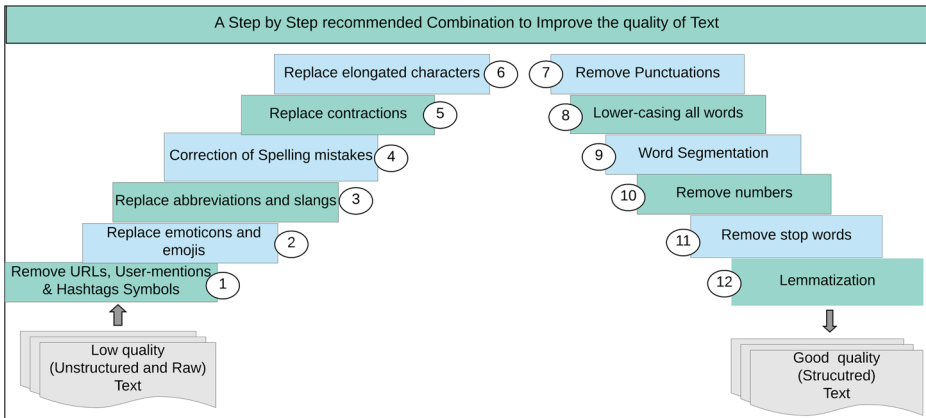 A Step by Step recommended Combination to Improve the quality of Text
Replace elongated characters 6
Replace contractions 5
Correction of Spelling mistakes 4
Replace abbreviations and slangs 3
Replace emoticons and
emojis 2
Remove URLs, User-mentions
& Hashtags Symbols 1
Low quality
(Unstructured and Raw)
Text
7 Remove Punctuations
8 Lower-casing all words
9 Word Segmentation
10 Remove numbers
11 Remove stop words
12 Lemmatization
Good quality
(Strucutred)
Text